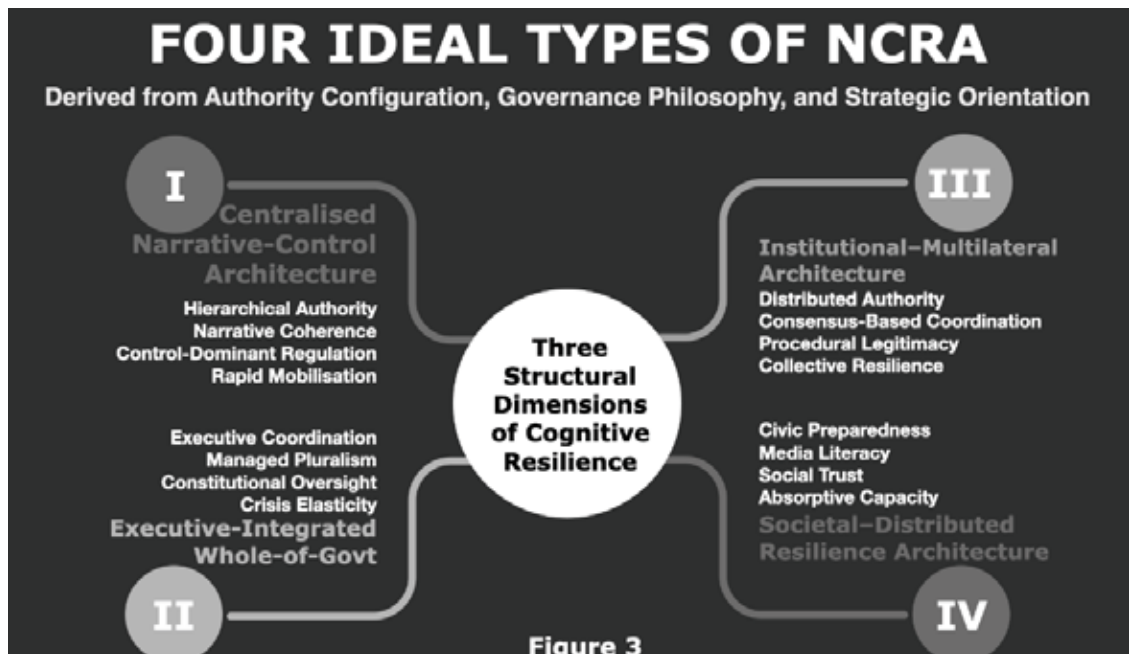 FOUR IDEAL TYPES OF NCRA
Derived from Authority Configuration, Governance Philosophy, and Strategic Orientation
I
Centralised
Narrative-Control
Architecture
Hierarchical Authority
Narrative Coherence
Control-Dominant Regulation
Rapid Mobilisation
Executive Coordination
Managed Pluralism
Constitutional Oversight
Crisis Elasticity
Executive-Integrated
Whole-of-Govt
II
Three
Structural
Dimensions
of Cognitive
Resilience
III
Institutional–Multilateral
Architecture
Distributed Authority
Consensus-Based Coordination
Procedural Legitimacy
Collective Resilience
Civic Preparedness
Media Literacy
Social Trust
Absorptive Capacity
Societal–Distributed
Resilience Architecture
IV
Figure 3